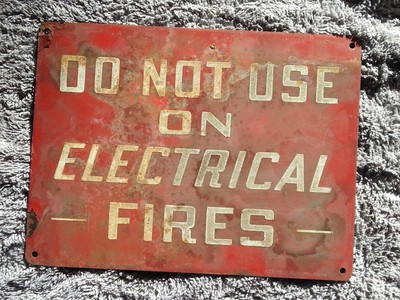 DO NOT USE
ON
ELECTRICAL
— FIRES —